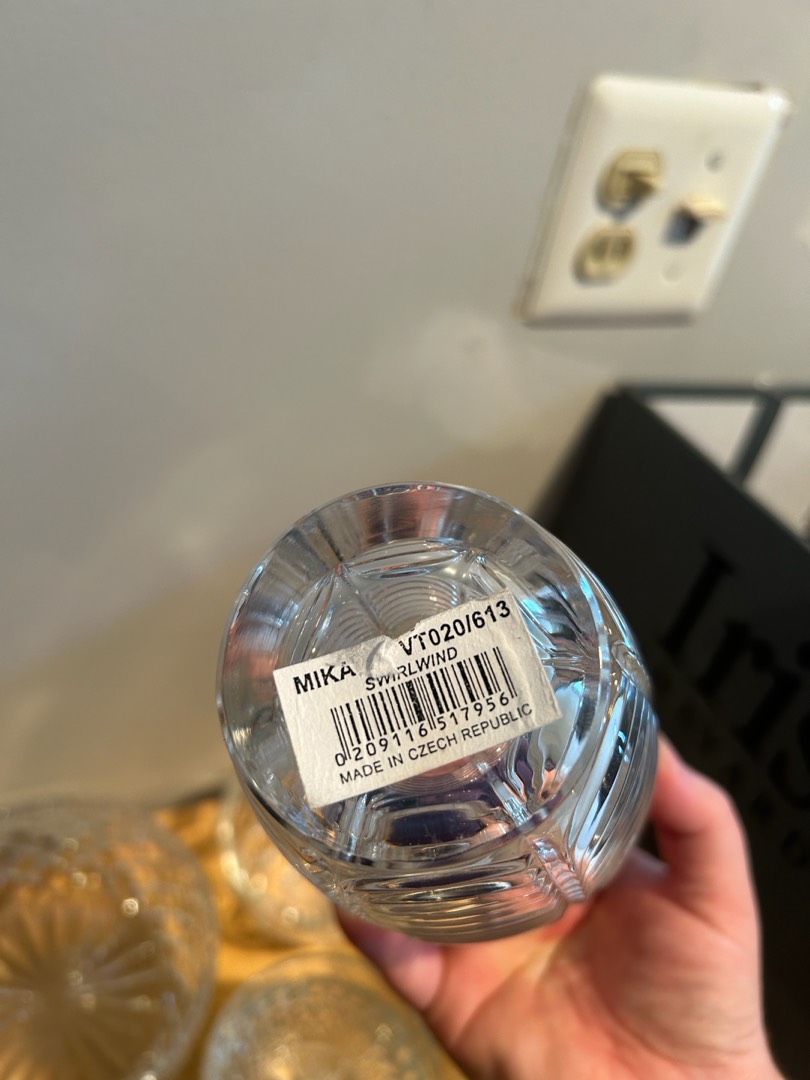 MIKA VT020/613
SWIRLWIND
0 209116 517956
MADE IN CZECH REPUBLIC